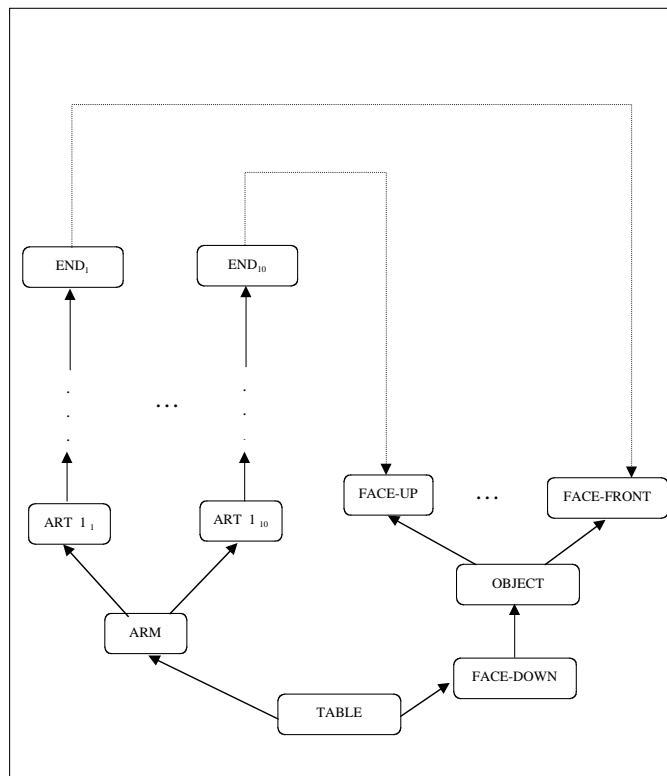 END₁ END₁₀
...
FACE-UP ... FACE-FRONT
ART 1 ₁ ART 1 ₁₀
OBJECT
ARM
FACE-DOWN
TABLE